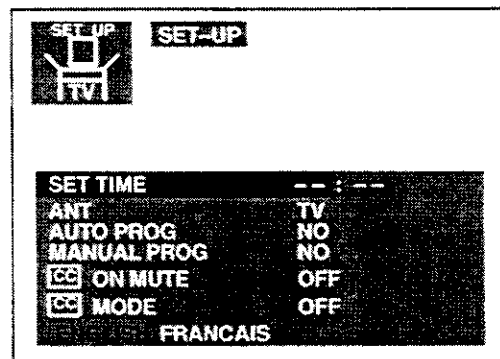 SET UP
TV
SET-UP
SET TIME -- : --
ANT TV
AUTO PROG NO
MANUAL PROG NO
CC ON MUTE OFF
CC MODE OFF
FRANCAIS